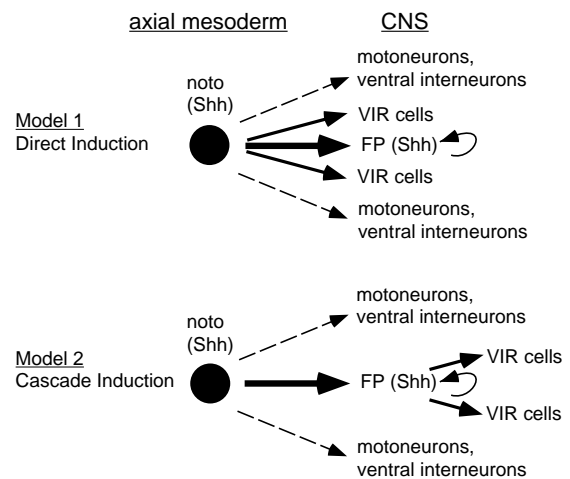 axial mesoderm
CNS
motoneurons,
ventral interneurons
noto
(Shh)
VIR cells
Model 1
Direct Induction
FP (Shh)
VIR cells
motoneurons,
ventral interneurons
motoneurons,
ventral interneurons
noto
(Shh)
VIR cells
Model 2
Cascade Induction
FP (Shh)
VIR cells
motoneurons,
ventral interneurons